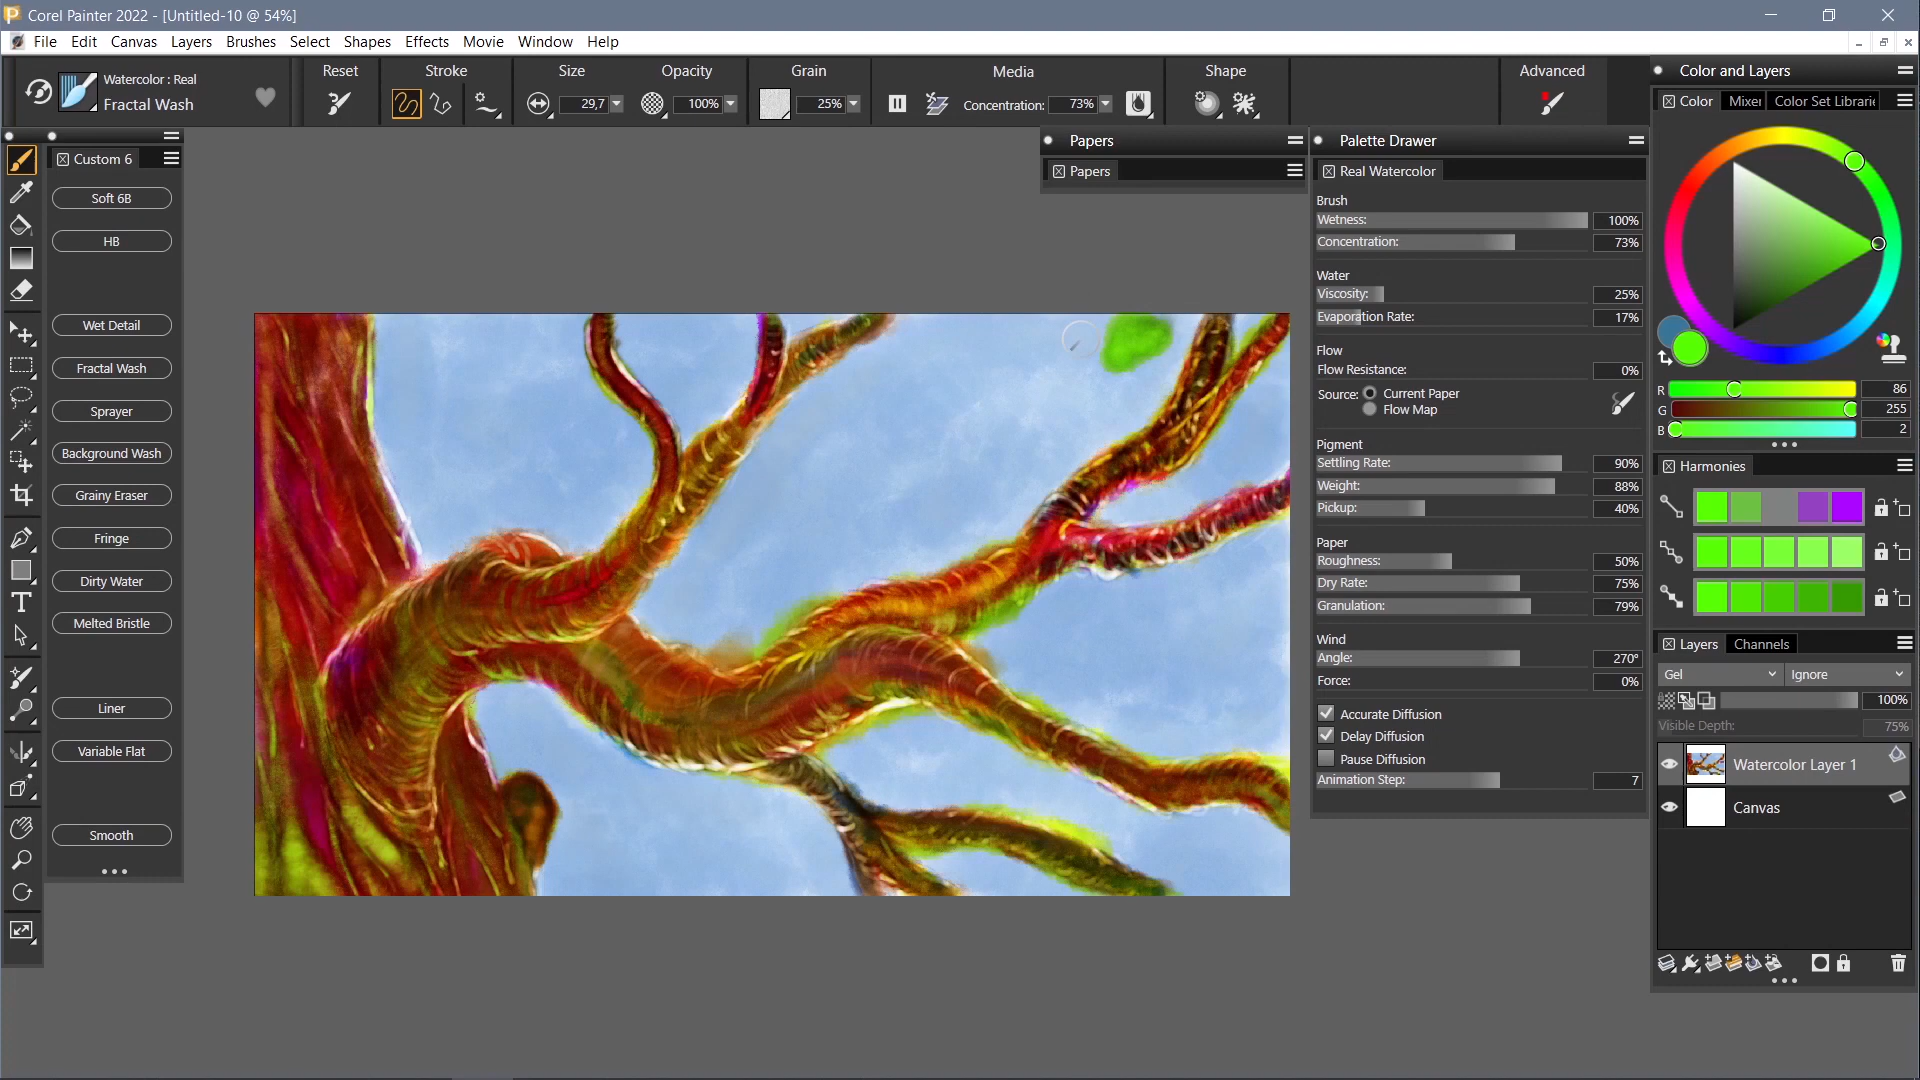 Corel Painter 2022 - [Untitled-10 @ 54%]
File Edit Canvas Layers Brushes Select Shapes Effects Movie Window Help
Watercolor : Real
Fractal Wash
Reset
Stroke
Size
29,7
Opacity
100%
Grain
25%
Media
Concentration: 73%
Shape
Advanced
Custom 6
Soft 6B
HB
Wet Detail
Fractal Wash
Sprayer
Background Wash
Grainy Eraser
Fringe
Dirty Water
Melted Bristle
Liner
Variable Flat
Smooth
Papers
Papers
Palette Drawer
Real Watercolor
Brush
Wetness: 100%
Concentration: 73%
Water
Viscosity: 25%
Evaporation Rate: 17%
Flow
Flow Resistance: 0%
Source: Current Paper
Flow Map
Pigment
Settling Rate: 90%
Weight: 88%
Pickup: 40%
Paper
Roughness: 50%
Dry Rate: 75%
Granulation: 79%
Wind
Angle: 270°
Force: 0%
Accurate Diffusion
Delay Diffusion
Pause Diffusion
Animation Step: 7
Color and Layers
Color Mixer Color Set Librarie
R 86
G 255
B 2
Harmonies
Layers Channels
Gel Ignore
100%
Visible Depth: 75%
Watercolor Layer 1
Canvas